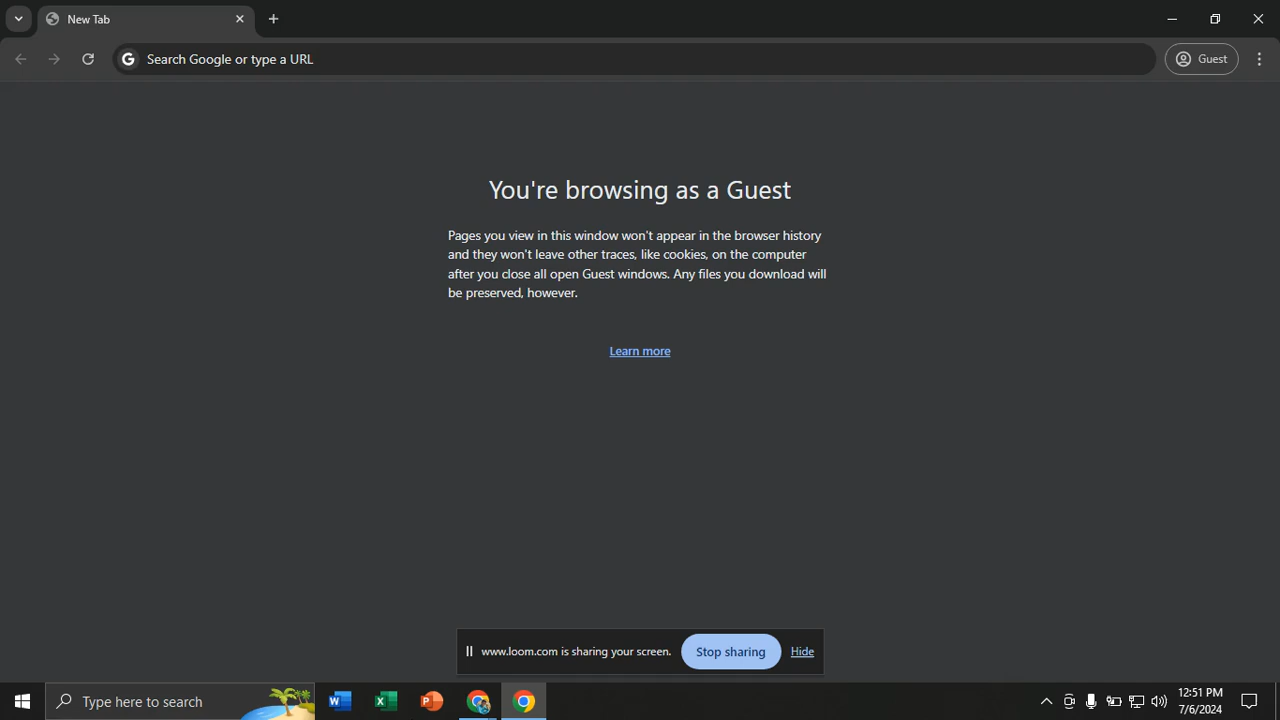 New Tab
Search Google or type a URL
Guest
You're browsing as a Guest
Pages you view in this window won't appear in the browser history
and they won't leave other traces, like cookies, on the computer
after you close all open Guest windows. Any files you download will
be preserved, however.
Learn more
www.loom.com is sharing your screen.
Stop sharing
Hide
Type here to search
12:51 PM
7/6/2024